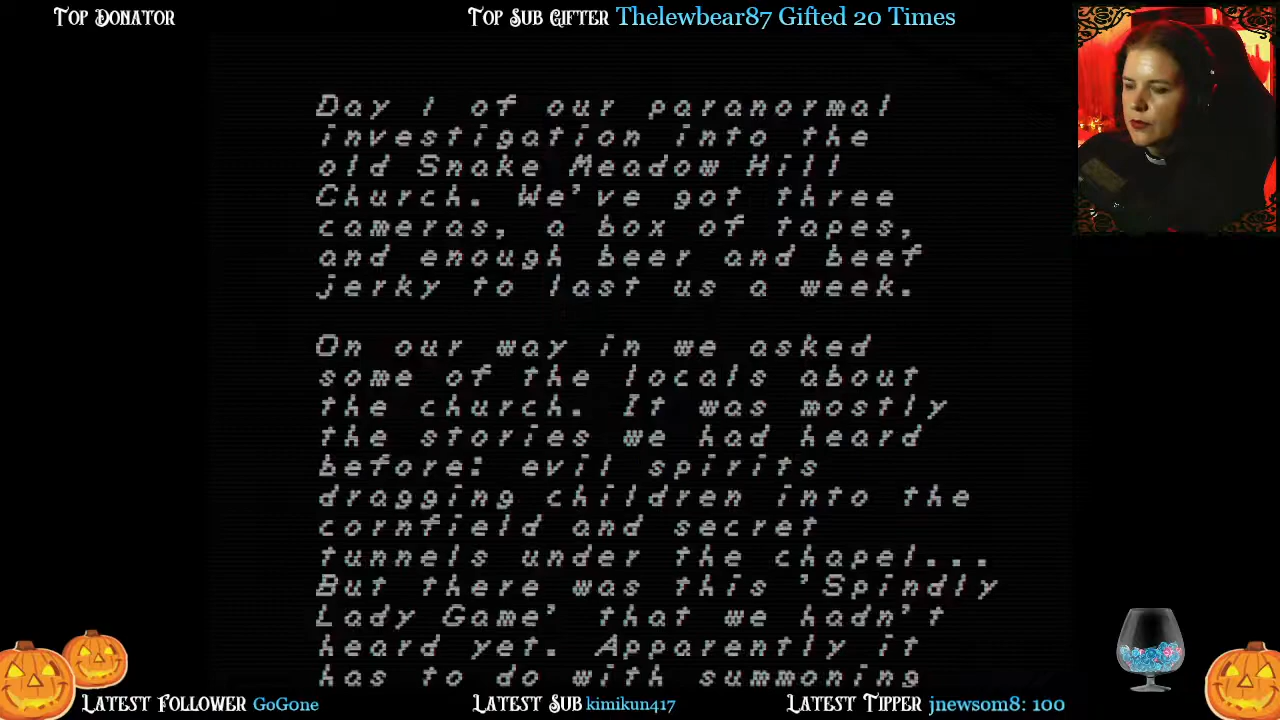 Top Donator
Top Sub Gifter Thelewbear87 Gifted 20 Times
Day 1 of our paranormal
investigation into the
old Snake Meadow Hill
Church. We've got three
cameras, a box of tapes,
and enough beer and beef
jerky to last us a week.
On our way in we asked
some of the locals about
the church. It was mostly
the stories we had heard
before: evil spirits
dragging children into the
cornfield and secret
tunnels under the chapel...
But there was this 'Spindly
Lady Game' that we hadn't
heard yet. Apparently it
has to do with summoning
Latest Follower GoGone
Latest Sub kimikun417
Latest Tipper jnewsom8: 100